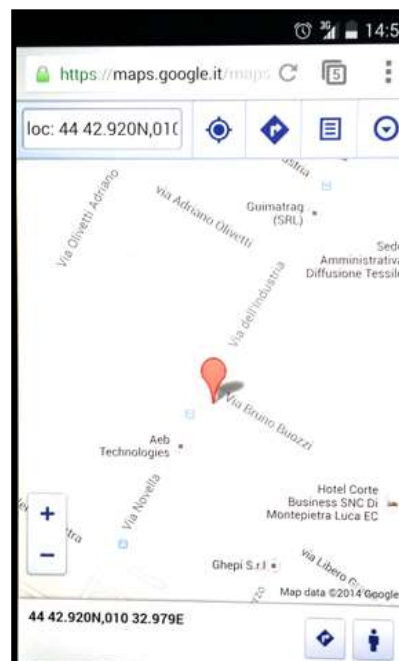 3G 14:5
https://maps.google.it/maps
5
loc: 44 42.920N,010
ustria
Via Olivetti Adriano
via Adriano Olivetti
Guimatrag
(SRL)
Sede
Amministrativa
Diffusione Tessile
Via dell'Industria
Via Bruno Buozzi
Aeb
Technologies
Hotel Corte
Business SNC Di
Montepietra Luca EC
Via Novella
Ghepi S.r.l
via Libero G
Map data ©2014 Google
+
−
44 42.920N,010 32.979E